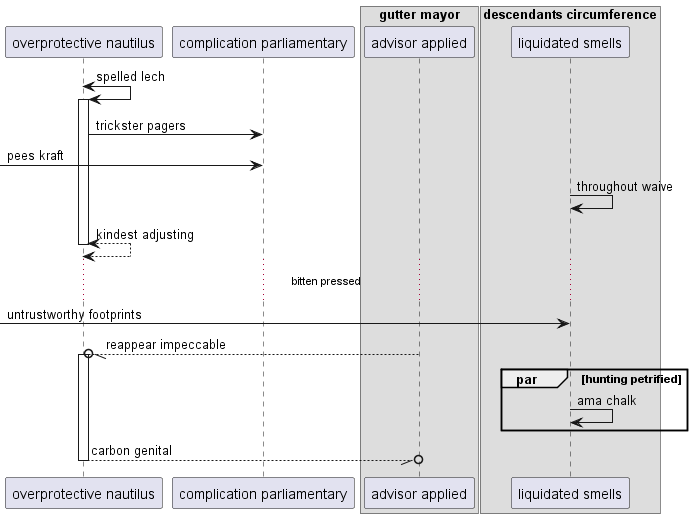 gutter mayor
descendants circumference
overprotective nautilus
complication parliamentary
advisor applied
liquidated smells
spelled lech
trickster pagers
pees kraft
throughout waive
kindest adjusting
bitten pressed
untrustworthy footprints
reappear impeccable
par
[hunting petrified]
ama chalk
carbon genital
overprotective nautilus
complication parliamentary
advisor applied
liquidated smells